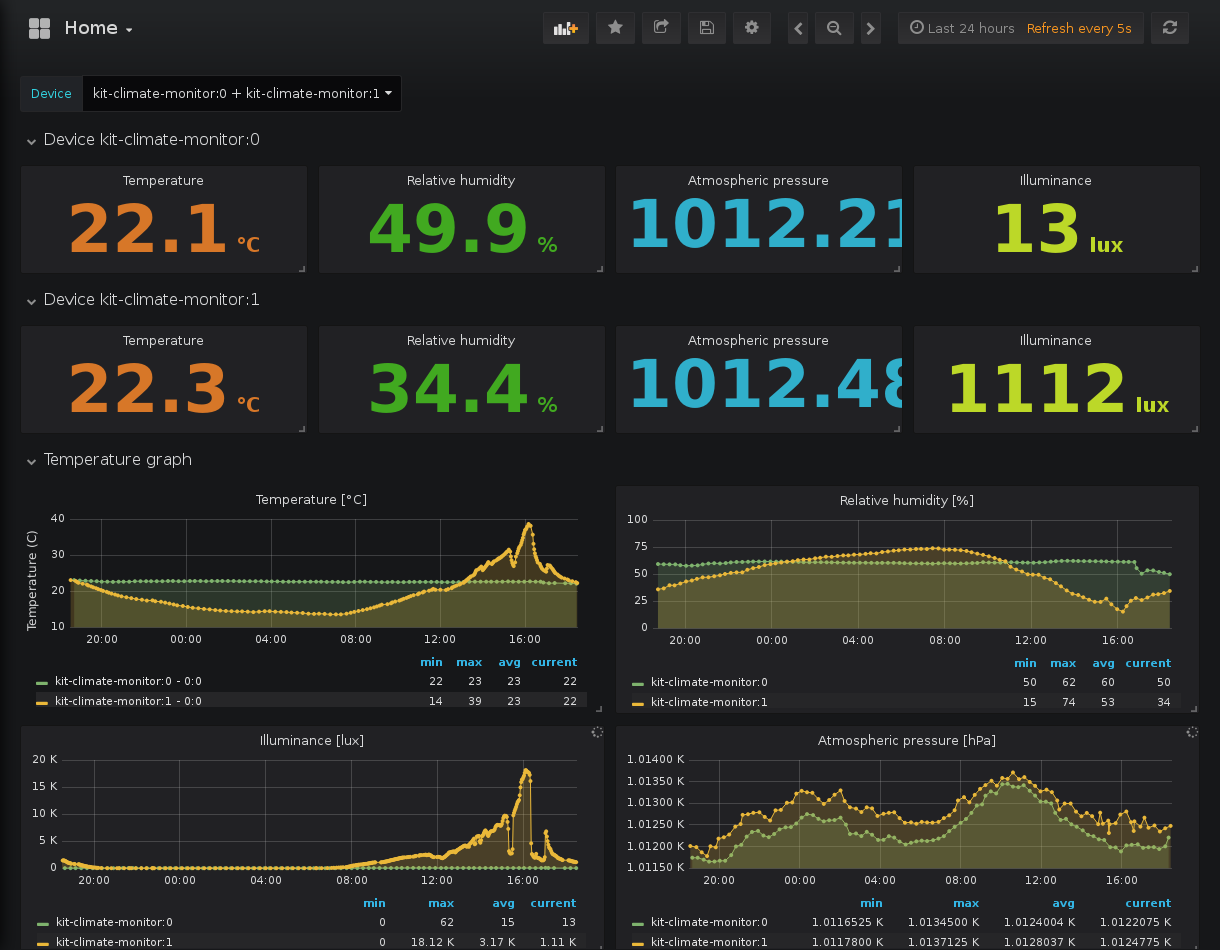 Home
Last 24 hours Refresh every 5s
Device kit-climate-monitor:0 + kit-climate-monitor:1
Device kit-climate-monitor:0
Temperature Relative humidity Atmospheric pressure Illuminance
22.1 °C 49.9 % 1012.21 13 lux
Device kit-climate-monitor:1
Temperature Relative humidity Atmospheric pressure Illuminance
22.3 °C 34.4 % 1012.48 1112 lux
Temperature graph
Temperature [°C]
Temperature (C)
40
30
20
10
20:00 00:00 04:00 08:00 12:00 16:00
min max avg current
kit-climate-monitor:0 - 0:0 22 23 23 22
kit-climate-monitor:1 - 0:0 14 39 23 22
Relative humidity [%]
100
75
50
25
0
20:00 00:00 04:00 08:00 12:00 16:00
min max avg current
kit-climate-monitor:0 50 62 60 50
kit-climate-monitor:1 15 74 53 34
Illuminance [lux]
20 K
15 K
10 K
5 K
0
20:00 00:00 04:00 08:00 12:00 16:00
min max avg current
kit-climate-monitor:0 0 62 15 13
kit-climate-monitor:1 0 18.12 K 3.17 K 1.11 K
Atmospheric pressure [hPa]
1.01400 K
1.01350 K
1.01300 K
1.01250 K
1.01200 K
1.01150 K
20:00 00:00 04:00 08:00 12:00 16:00
min max avg current
kit-climate-monitor:0 1.0116525 K 1.0134500 K 1.0124004 K 1.0122075 K
kit-climate-monitor:1 1.0117800 K 1.0137125 K 1.0128037 K 1.0124775 K